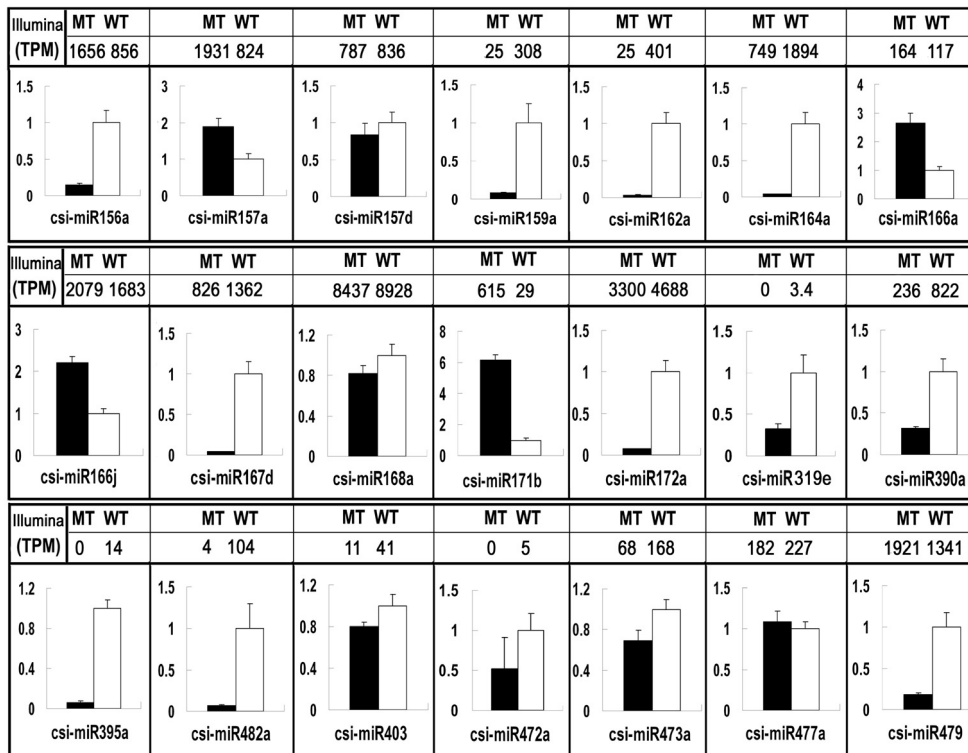 Illumina MT WT MT WT MT WT MT WT MT WT MT WT MT WT
(TPM) 1656 856 1931 824 787 836 25 308 25 401 749 1894 164 117
1.5 1 0.5 0
3 2 1 0
1.5 1 0.5 0
1.5 1 0.5 0
1.5 1 0.5 0
1.5 1 0.5 0
4 3 2 1 0
csi-miR156a csi-miR157a csi-miR157d csi-miR159a csi-miR162a csi-miR164a csi-miR166a
Illumina MT WT MT WT MT WT MT WT MT WT MT WT MT WT
(TPM) 2079 1683 826 1362 8437 8928 615 29 3300 4688 0 3.4 236 822
3 2 1 0
1.5 1 0.5 0
1.2 0.8 0.4 0
8 6 4 2 0
1.5 1 0.5 0
1.5 1 0.5 0
1.5 1 0.5 0
csi-miR166j csi-miR167d csi-miR168a csi-miR171b csi-miR172a csi-miR319e csi-miR390a
Illumina MT WT MT WT MT WT MT WT MT WT MT WT MT WT
(TPM) 0 14 4 104 11 41 0 5 68 168 182 227 1921 1341
1.2 0.8 0.4 0
1.5 1 0.5 0
1.2 0.8 0.4 0
1.5 1 0.5 0
1.2 0.8 0.4 0
1.5 1 0.5 0
1.5 1 0.5 0
csi-miR395a csi-miR482a csi-miR403 csi-miR472a csi-miR473a csi-miR477a csi-miR479